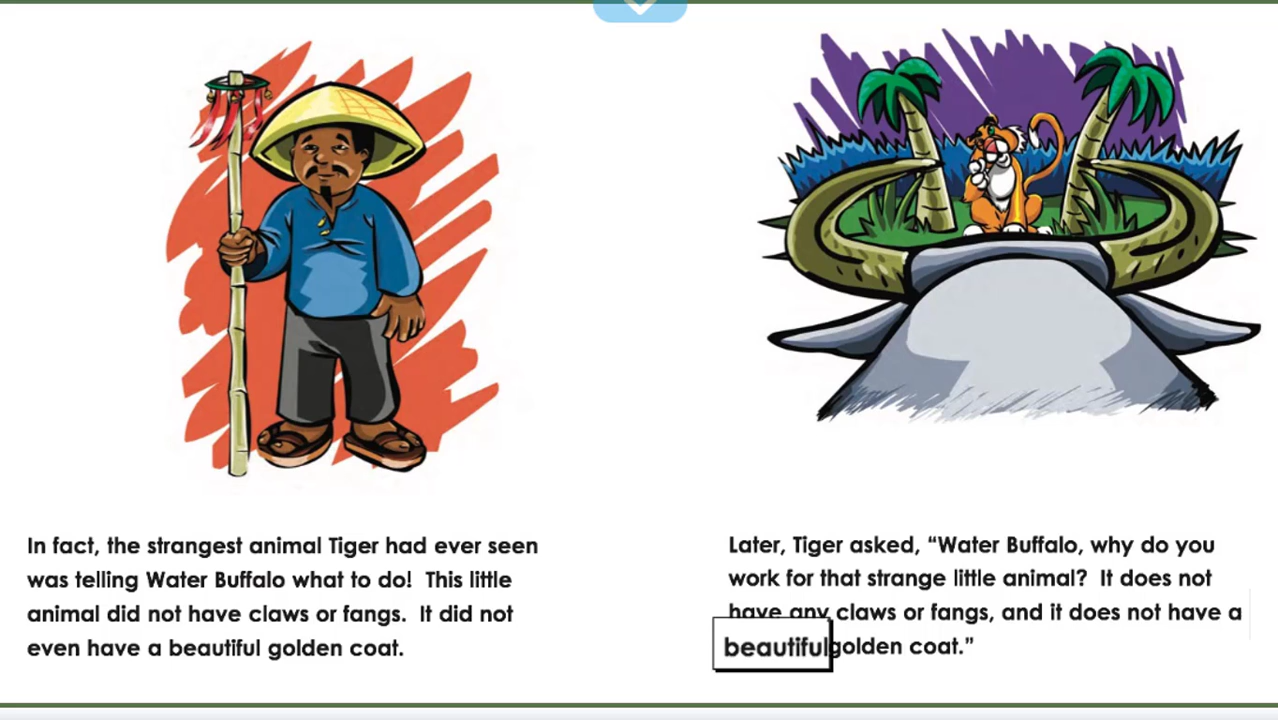 In fact, the strangest animal Tiger had ever seen
was telling Water Buffalo what to do! This little
animal did not have claws or fangs. It did not
even have a beautiful golden coat.
Later, Tiger asked, “Water Buffalo, why do you
work for that strange little animal? It does not
have any claws or fangs, and it does not have a
beautiful golden coat.”